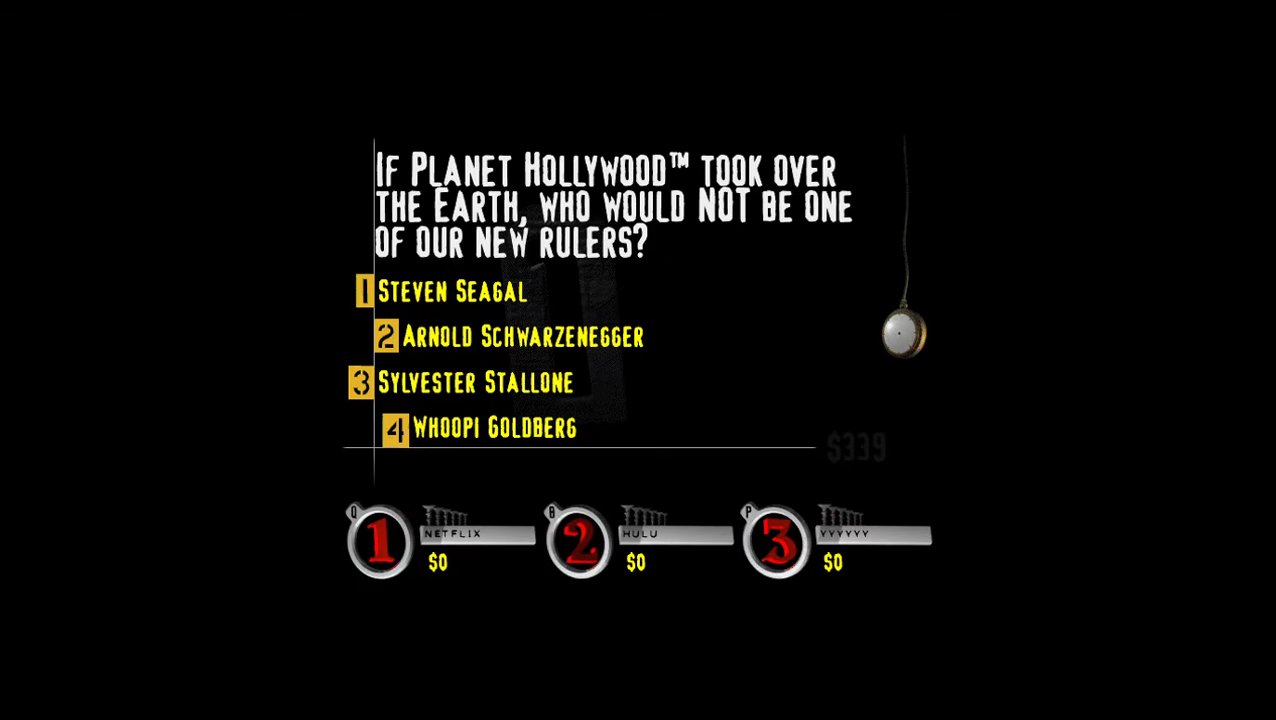 If Planet Hollywood™ took over
the Earth, who would NOT be one
of our new rulers?
1 Steven Seagal
2 Arnold Schwarzenegger
3 Sylvester Stallone
4 Whoopi Goldberg
$339
Q 1 NETFLIX $0
B 2 HULU $0
P 3 YYYYYY $0